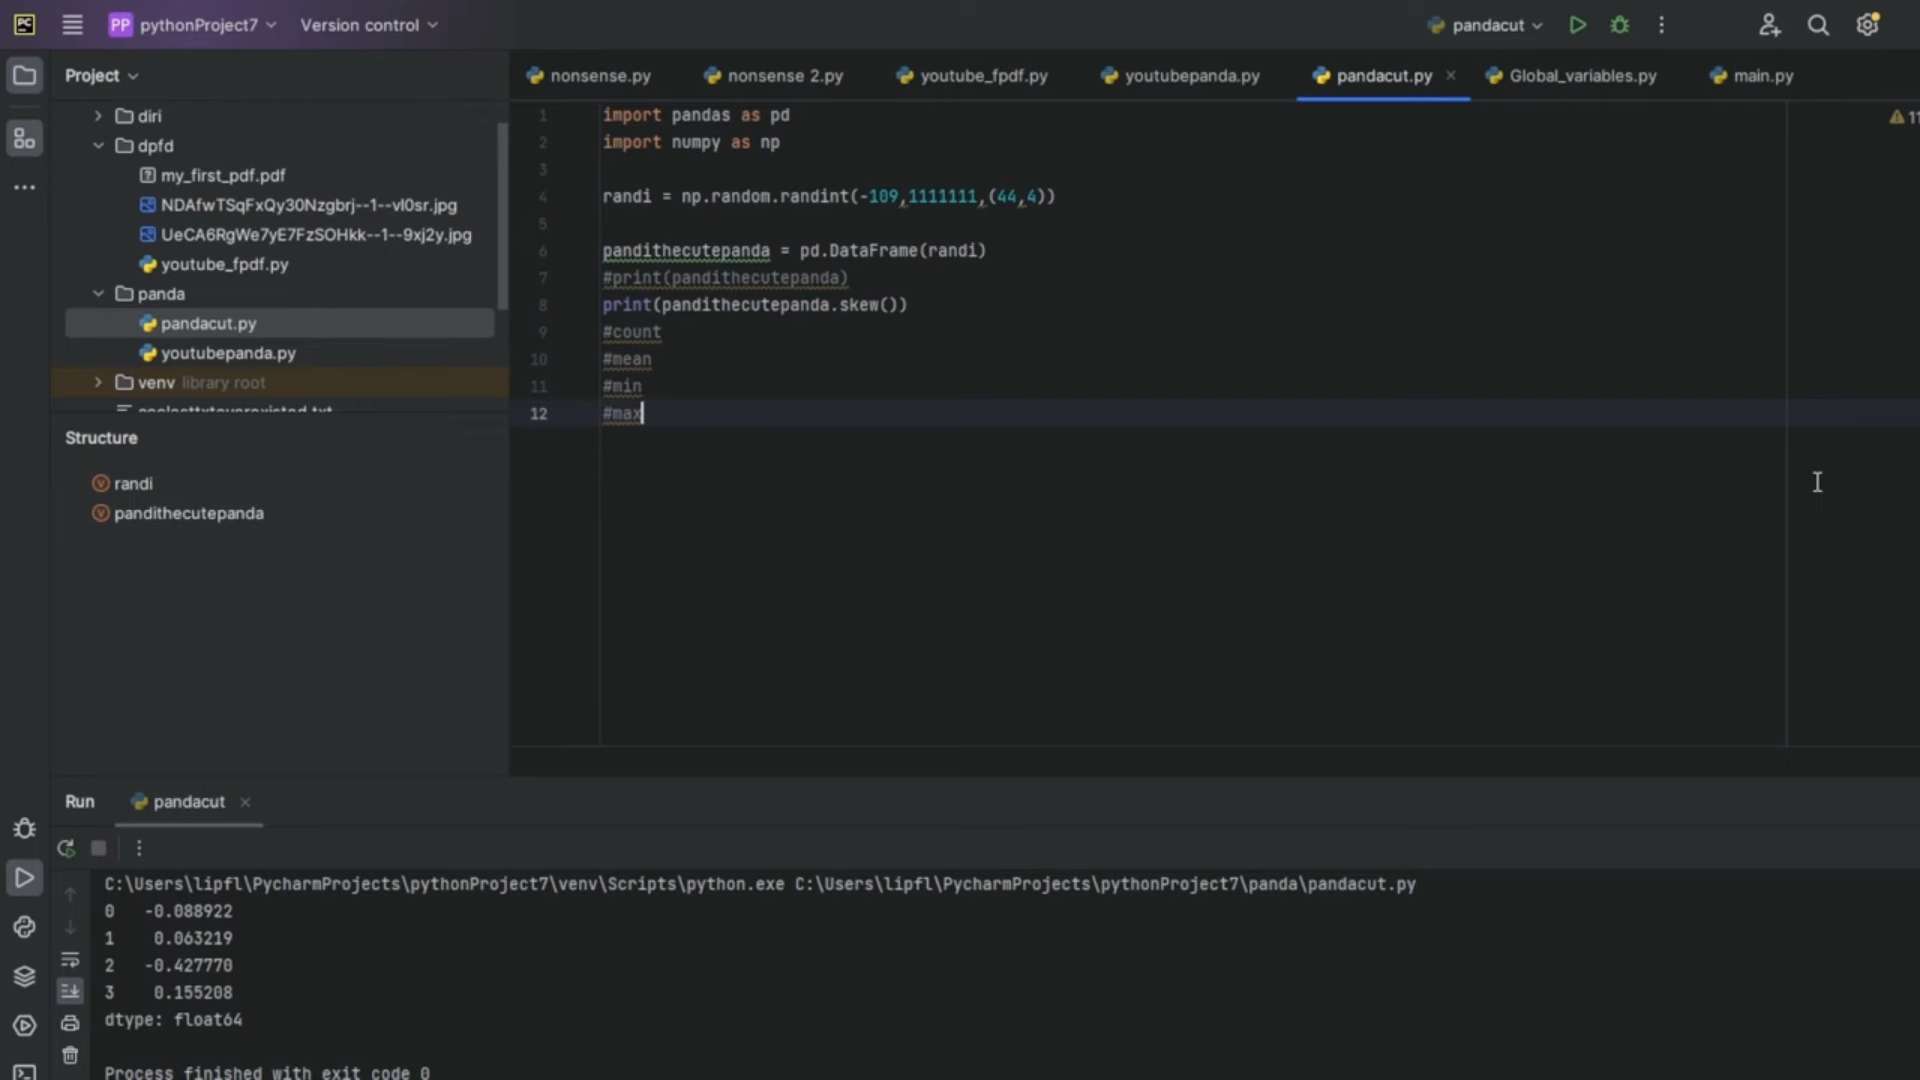 PC
PP pythonProject7
Version control
pandacut
Project
nonsense.py
nonsense 2.py
youtube_fpdf.py
youtubepanda.py
pandacut.py
Global_variables.py
main.py
diri
dpfd
my_first_pdf.pdf
NDAfwTSqFxQy30Nzgbrj--1--vl0sr.jpg
UeCA6RgWe7yE7FzSOHkk--1--9xj2y.jpg
youtube_fpdf.py
panda
pandacut.py
youtubepanda.py
venv library root
Structure
randi
pandithecutepanda
11
1 import pandas as pd
2 import numpy as np
3
4 randi = np.random.randint(-109,1111111,(44,4))
5
6 pandithecutepanda = pd.DataFrame(randi)
7 #print(pandithecutepanda)
8 print(pandithecutepanda.skew())
9 #count
10 #mean
11 #min
12 #max
Run
pandacut
C:\Users\lipfl\PycharmProjects\pythonProject7\venv\Scripts\python.exe C:\Users\lipfl\PycharmProjects\pythonProject7\panda\pandacut.py
0 -0.088922
1 0.063219
2 -0.427770
3 0.155208
dtype: float64
Process finished with exit code 0